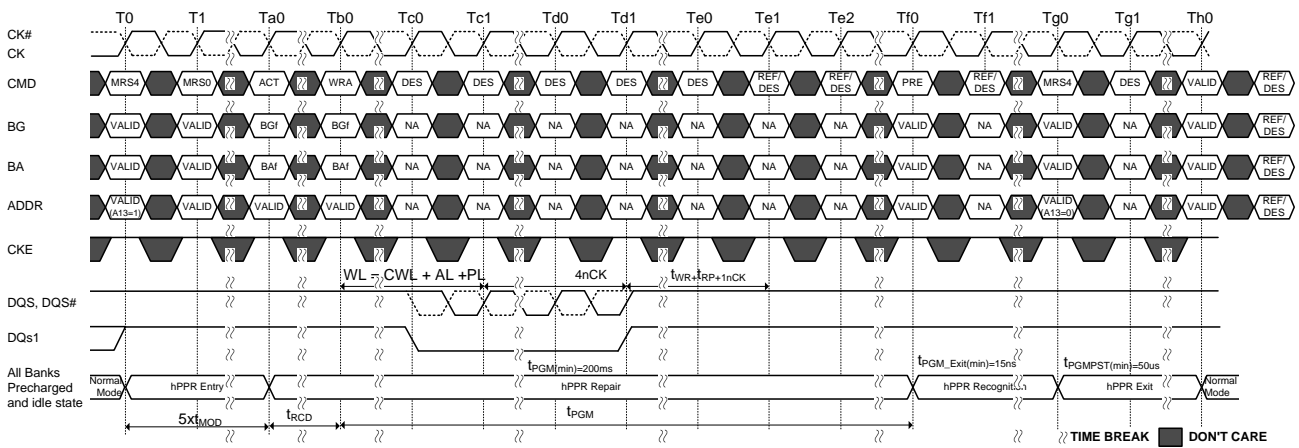 T0 T1 Ta0 Tb0 Tc0 Tc1 Td0 Td1 Te0 Te1 Te2 Tf0 Tf1 Tg0 Tg1 Th0
CK#
CK
CMD MRS4 MRS0 ACT WRA DES DES DES DES DES REF/DES REF/DES PRE REF/DES MRS4 DES VALID REF/DES
BG VALID VALID BGf BGf NA NA NA NA NA NA NA VALID NA VALID NA VALID REF/DES
BA VALID VALID BAf BAf NA NA NA NA NA NA NA VALID NA VALID NA VALID REF/DES
ADDR VALID (A13=1) VALID VALID VALID NA NA NA NA NA NA NA VALID NA VALID (A13=0) NA VALID REF/DES
CKE
WL = CWL + AL +PL 4nCK tWR+tRP+1nCK
DQS, DQS#
DQs1
tPGM(min)=200ms tPGM_Exit(min)=15ns tPGMPST(min)=50us
All Banks
Precharged
and idle state
Normal Mode hPPR Entry hPPR Repair hPPR Recognition hPPR Exit Normal Mode
5xtMOD tRCD tPGM
TIME BREAK DON'T CARE